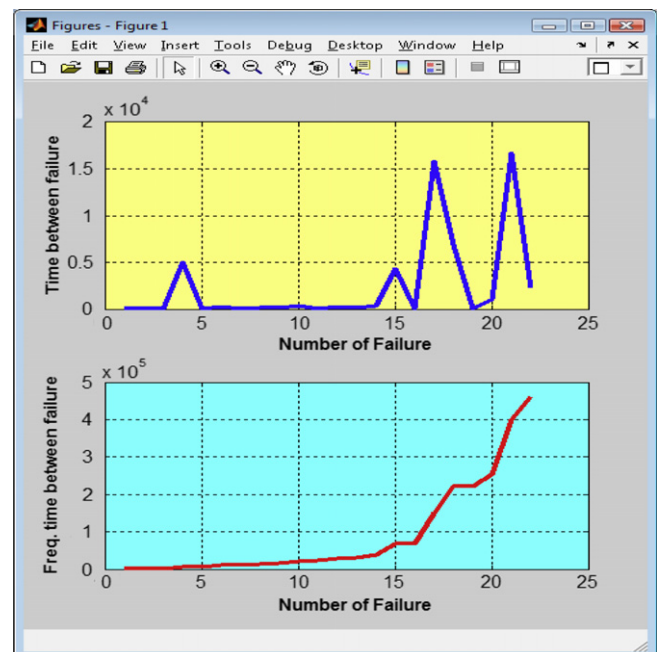 Figures - Figure 1
File Edit View Insert Tools Debug Desktop Window Help
x 10^4
2
1.5
1
0.5
0
Time between failure
0 5 10 15 20 25
Number of Failure
x 10^5
5
4
3
2
1
0
Freq. time between failure
0 5 10 15 20 25
Number of Failure